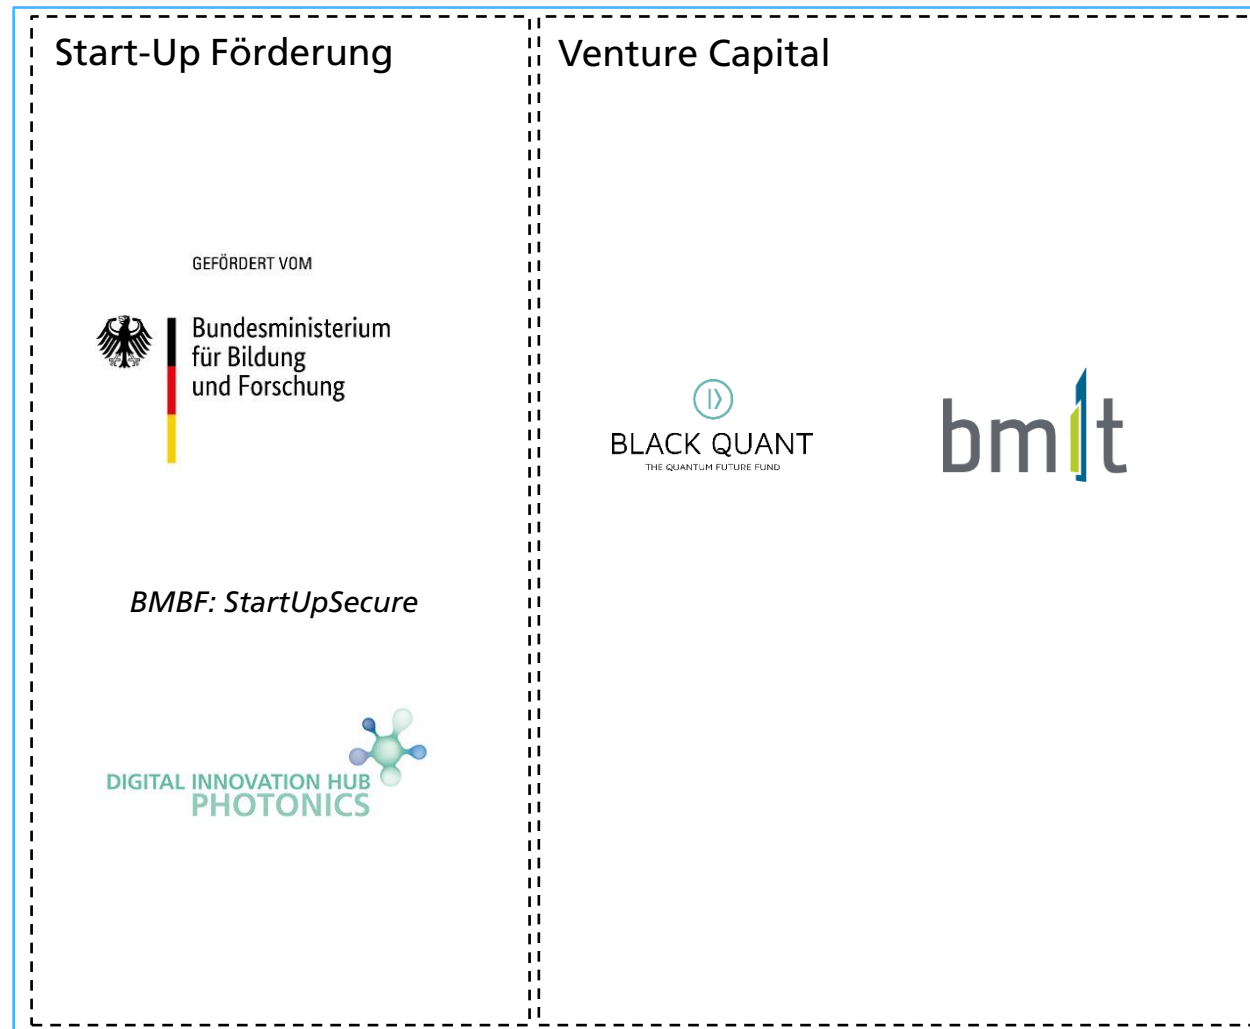 Start-Up Förderung
GEFÖRDERT VOM
Bundesministerium
für Bildung
und Forschung
BMBF: StartUpSecure
DIGITAL INNOVATION HUB
PHOTONICS
Venture Capital
BLACK QUANT
THE QUANTUM FUTURE FUND
bmt